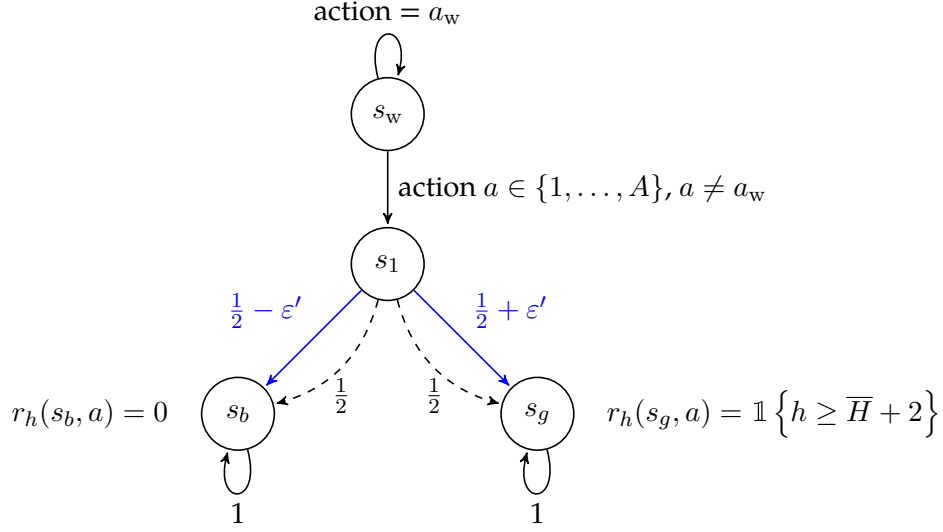 action = a_w
s_w
action a ∈ {1, …, A}, a ≠ a_w
s_1
1/2 − ε′
1/2 + ε′
1/2
1/2
r_h(s_b, a) = 0
s_b
s_g
r_h(s_g, a) = 𝟙 {h ≥ H̅ + 2}
1
1